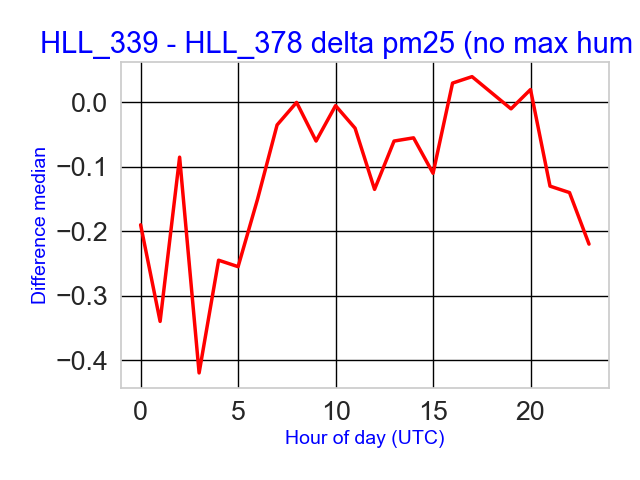 HLL_339 - HLL_378 delta pm25 (no max hum
0.0
−0.1
−0.2
−0.3
−0.4
Difference median
0 5 10 15 20
Hour of day (UTC)